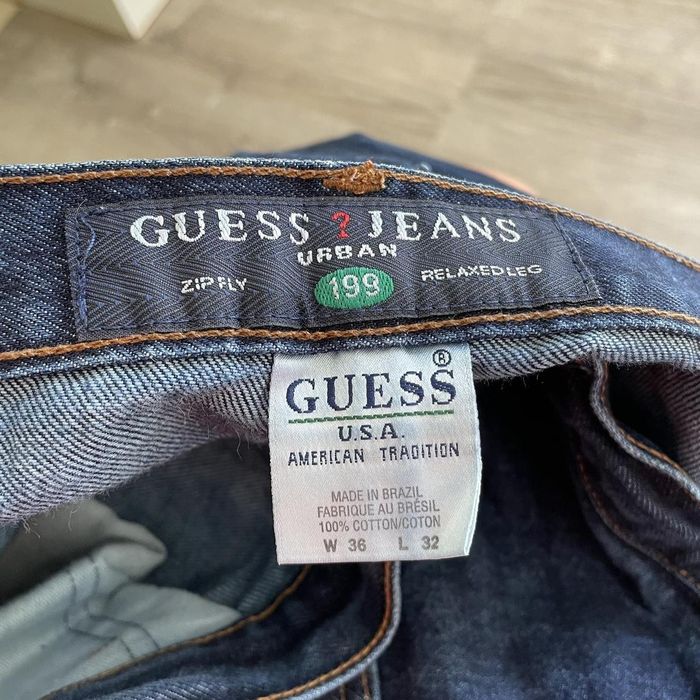 GUESS ? JEANS
URBAN
ZIP FLY 199 RELAXED LEG
GUESS®
U.S.A.
AMERICAN TRADITION
MADE IN BRAZIL
FABRIQUE AU BRÉSIL
100% COTTON/COTON
W 36 L 32